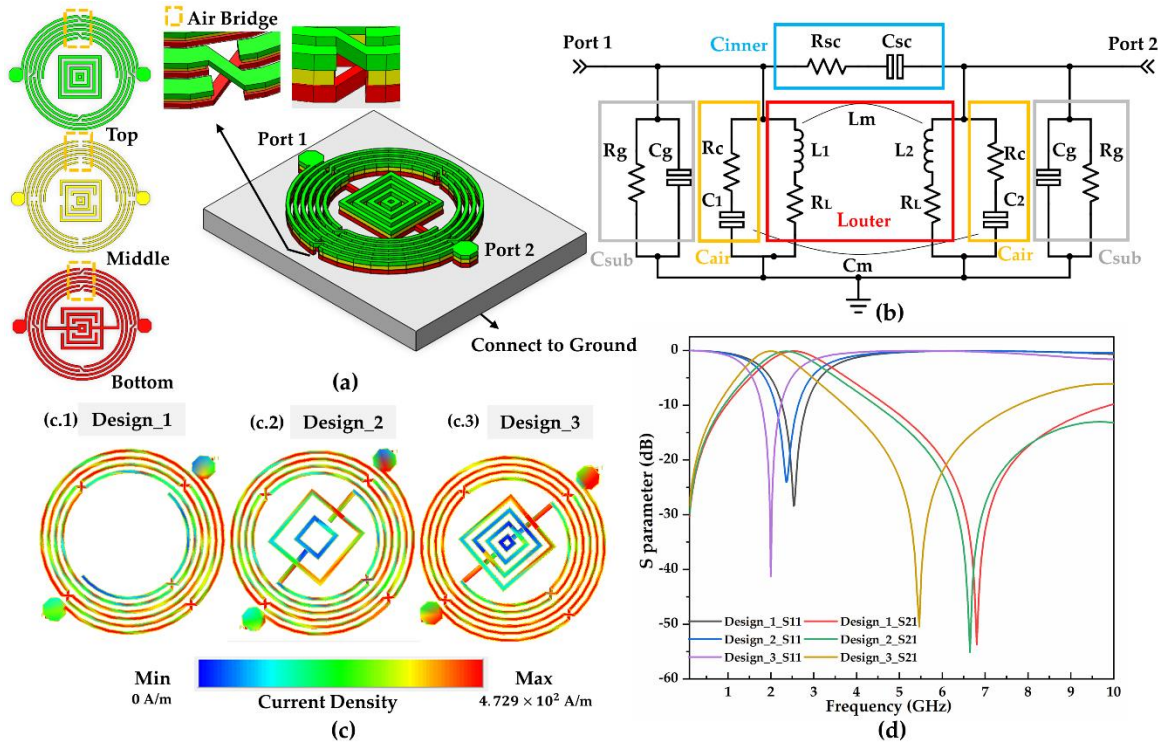 (a)
Air Bridge
Top
Middle
Bottom
Port 1
Port 2
Connect to Ground
(a)
Cinner
Rsc
Csc
Port 1
Port 2
Rg
Cg
Rc
C1
L1
RL
Lm
L2
RL
Rc
C2
Cg
Rg
Louter
Csub
Cair
Cm
Cair
Csub
(b)
(c.1) Design_1
(c.2) Design_2
(c.3) Design_3
Min
0 A/m
Current Density
Max
4.729 × 10² A/m
(c)
S parameter (dB)
0
-10
-20
-30
-40
-50
-60
Design_1_S11
Design_1_S21
Design_2_S11
Design_2_S21
Design_3_S11
Design_3_S21
1 2 3 4 5 6 7 8 9 10
Frequency (GHz)
(d)